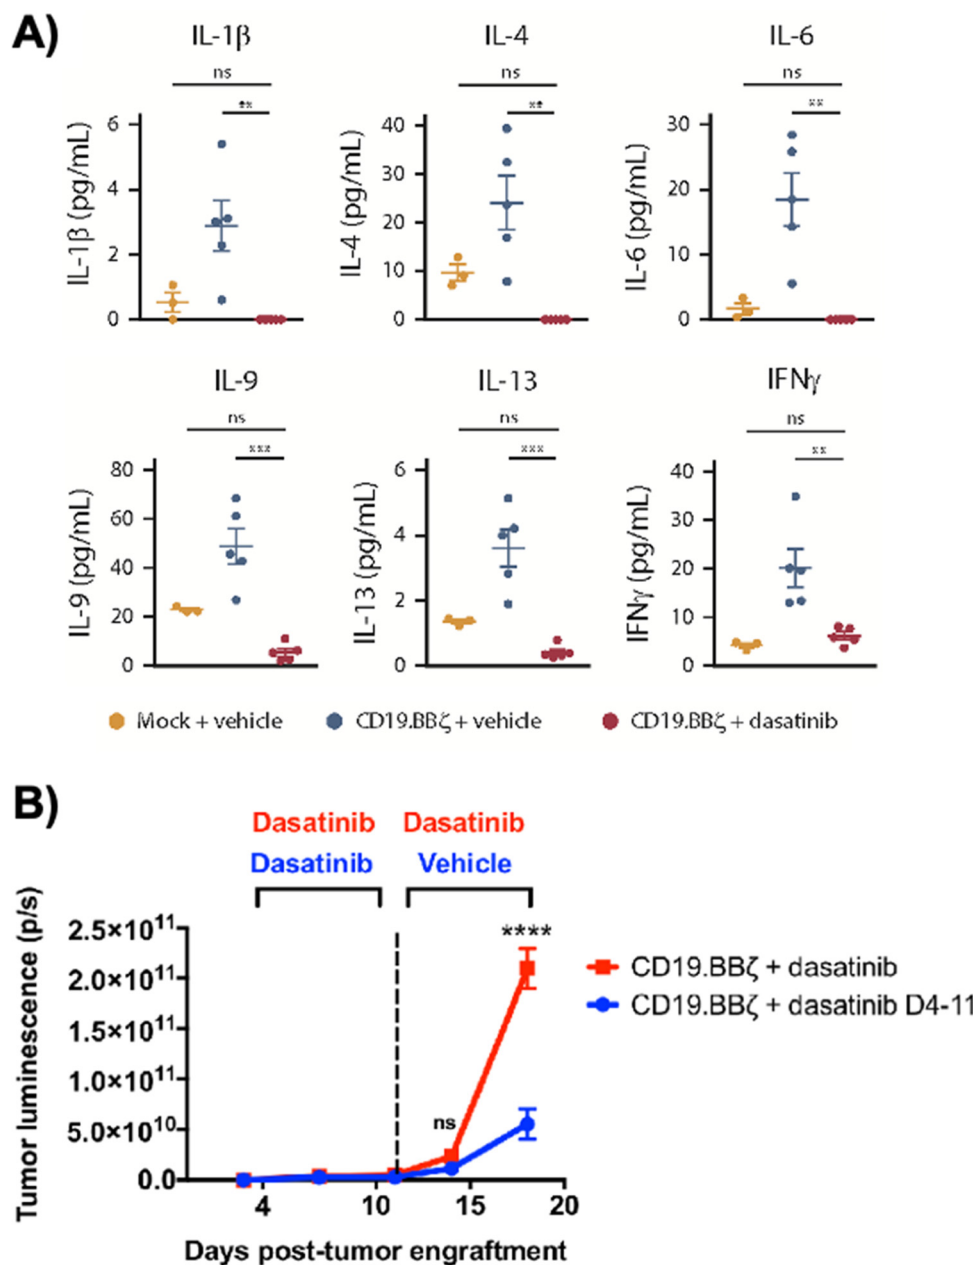 A)
IL-1β
IL-4
IL-6
ns
ns
ns
**
**
**
IL-1β (pg/mL)
6
4
2
0
IL-4 (pg/mL)
40
30
20
10
0
IL-6 (pg/mL)
30
20
10
0
IL-9
IL-13
IFNγ
ns
ns
ns
***
***
**
IL-9 (pg/mL)
80
60
40
20
0
IL-13 (pg/mL)
6
4
2
0
IFNγ (pg/mL)
40
30
20
10
0
Mock + vehicle
CD19.BBζ + vehicle
CD19.BBζ + dasatinib
B)
Dasatinib Dasatinib
Dasatinib Vehicle
Tumor luminescence (p/s)
2.5×10¹¹
2.0×10¹¹
1.5×10¹¹
1.0×10¹¹
5.0×10¹⁰
0.0
ns
****
CD19.BBζ + dasatinib
CD19.BBζ + dasatinib D4-11
4 10 15 20
Days post-tumor engraftment